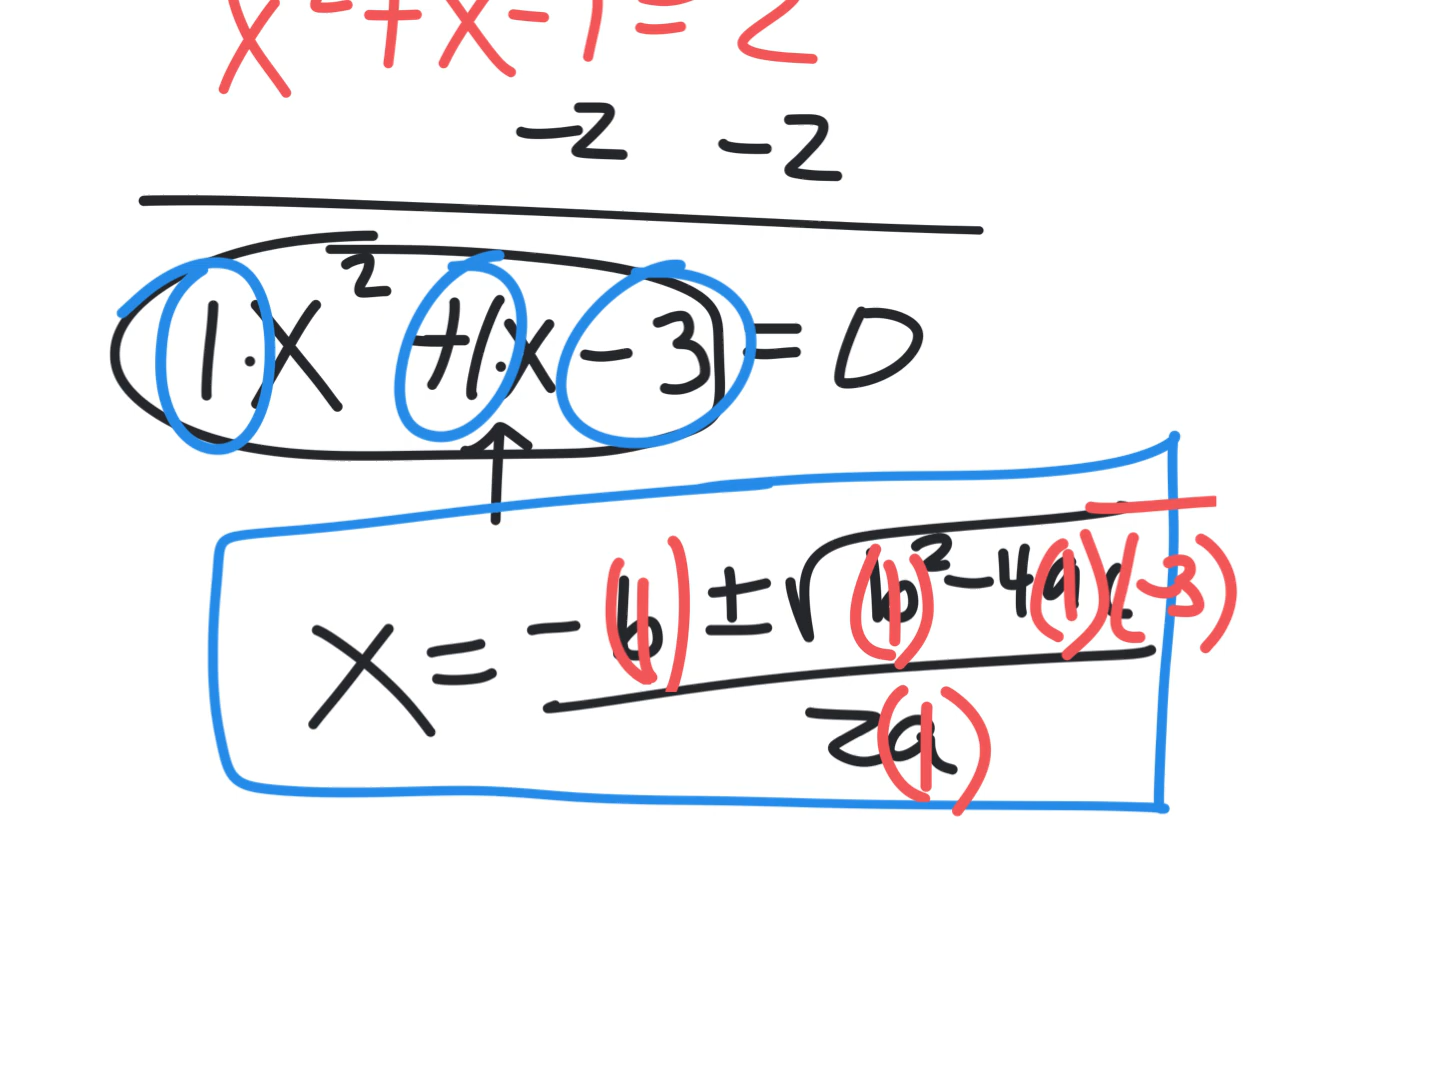 x²+x-1=2
-2 -2
1·x²+1·x-3=0
x= -(1) ± √(1)²-4(1)(-3)
2(1)